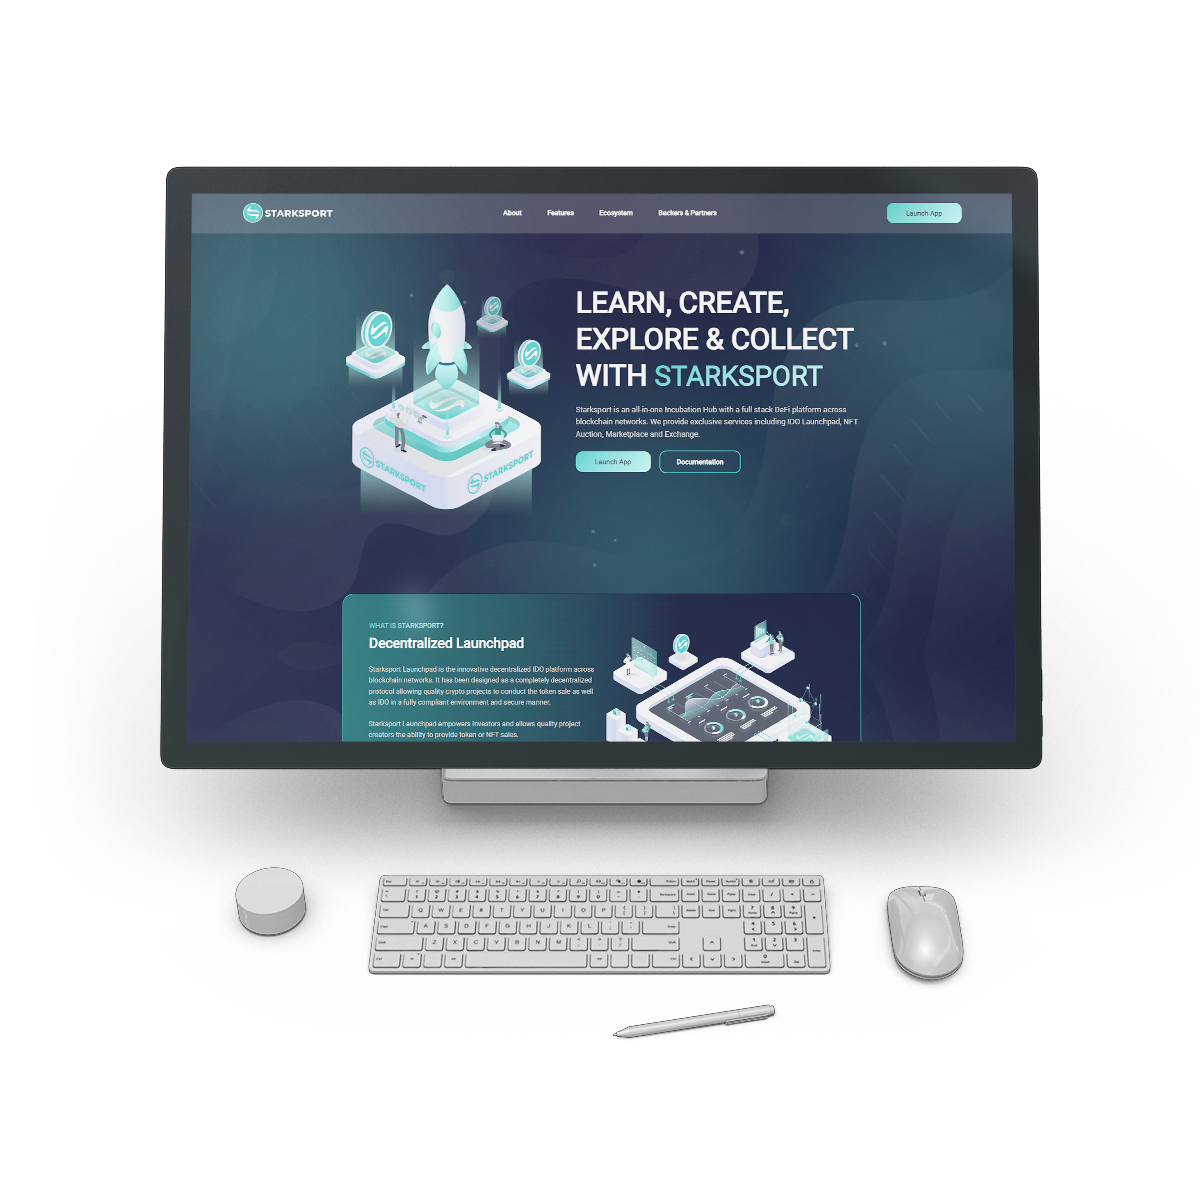 STARKSPORT
About
Features
Ecosystem
Backers & Partners
Launch App
LEARN, CREATE,
EXPLORE & COLLECT
WITH STARKSPORT
Starksport is an all-in-one Incubation Hub with a full stack DeFi platform across
blockchain networks. We provide exclusive services including IDO Launchpad, NFT
Auction, Marketplace and Exchange.
Launch App
Documentation
STARKSPORT
STARKSPORT
WHAT IS STARKSPORT?
Decentralized Launchpad
Starksport Launchpad is the innovative decentralized IDO platform across
blockchain networks. It has been designed as a completely decentralized
protocol allowing quality crypto projects to conduct the token sale as well
as IDO in a fully compliant environment and secure manner.
Starksport Launchpad empowers Investors and allows quality project
creators the ability to provide token or NFT sales.
Q W E R T Y U I O P
A S D F G H J K L
Z X C V B N M